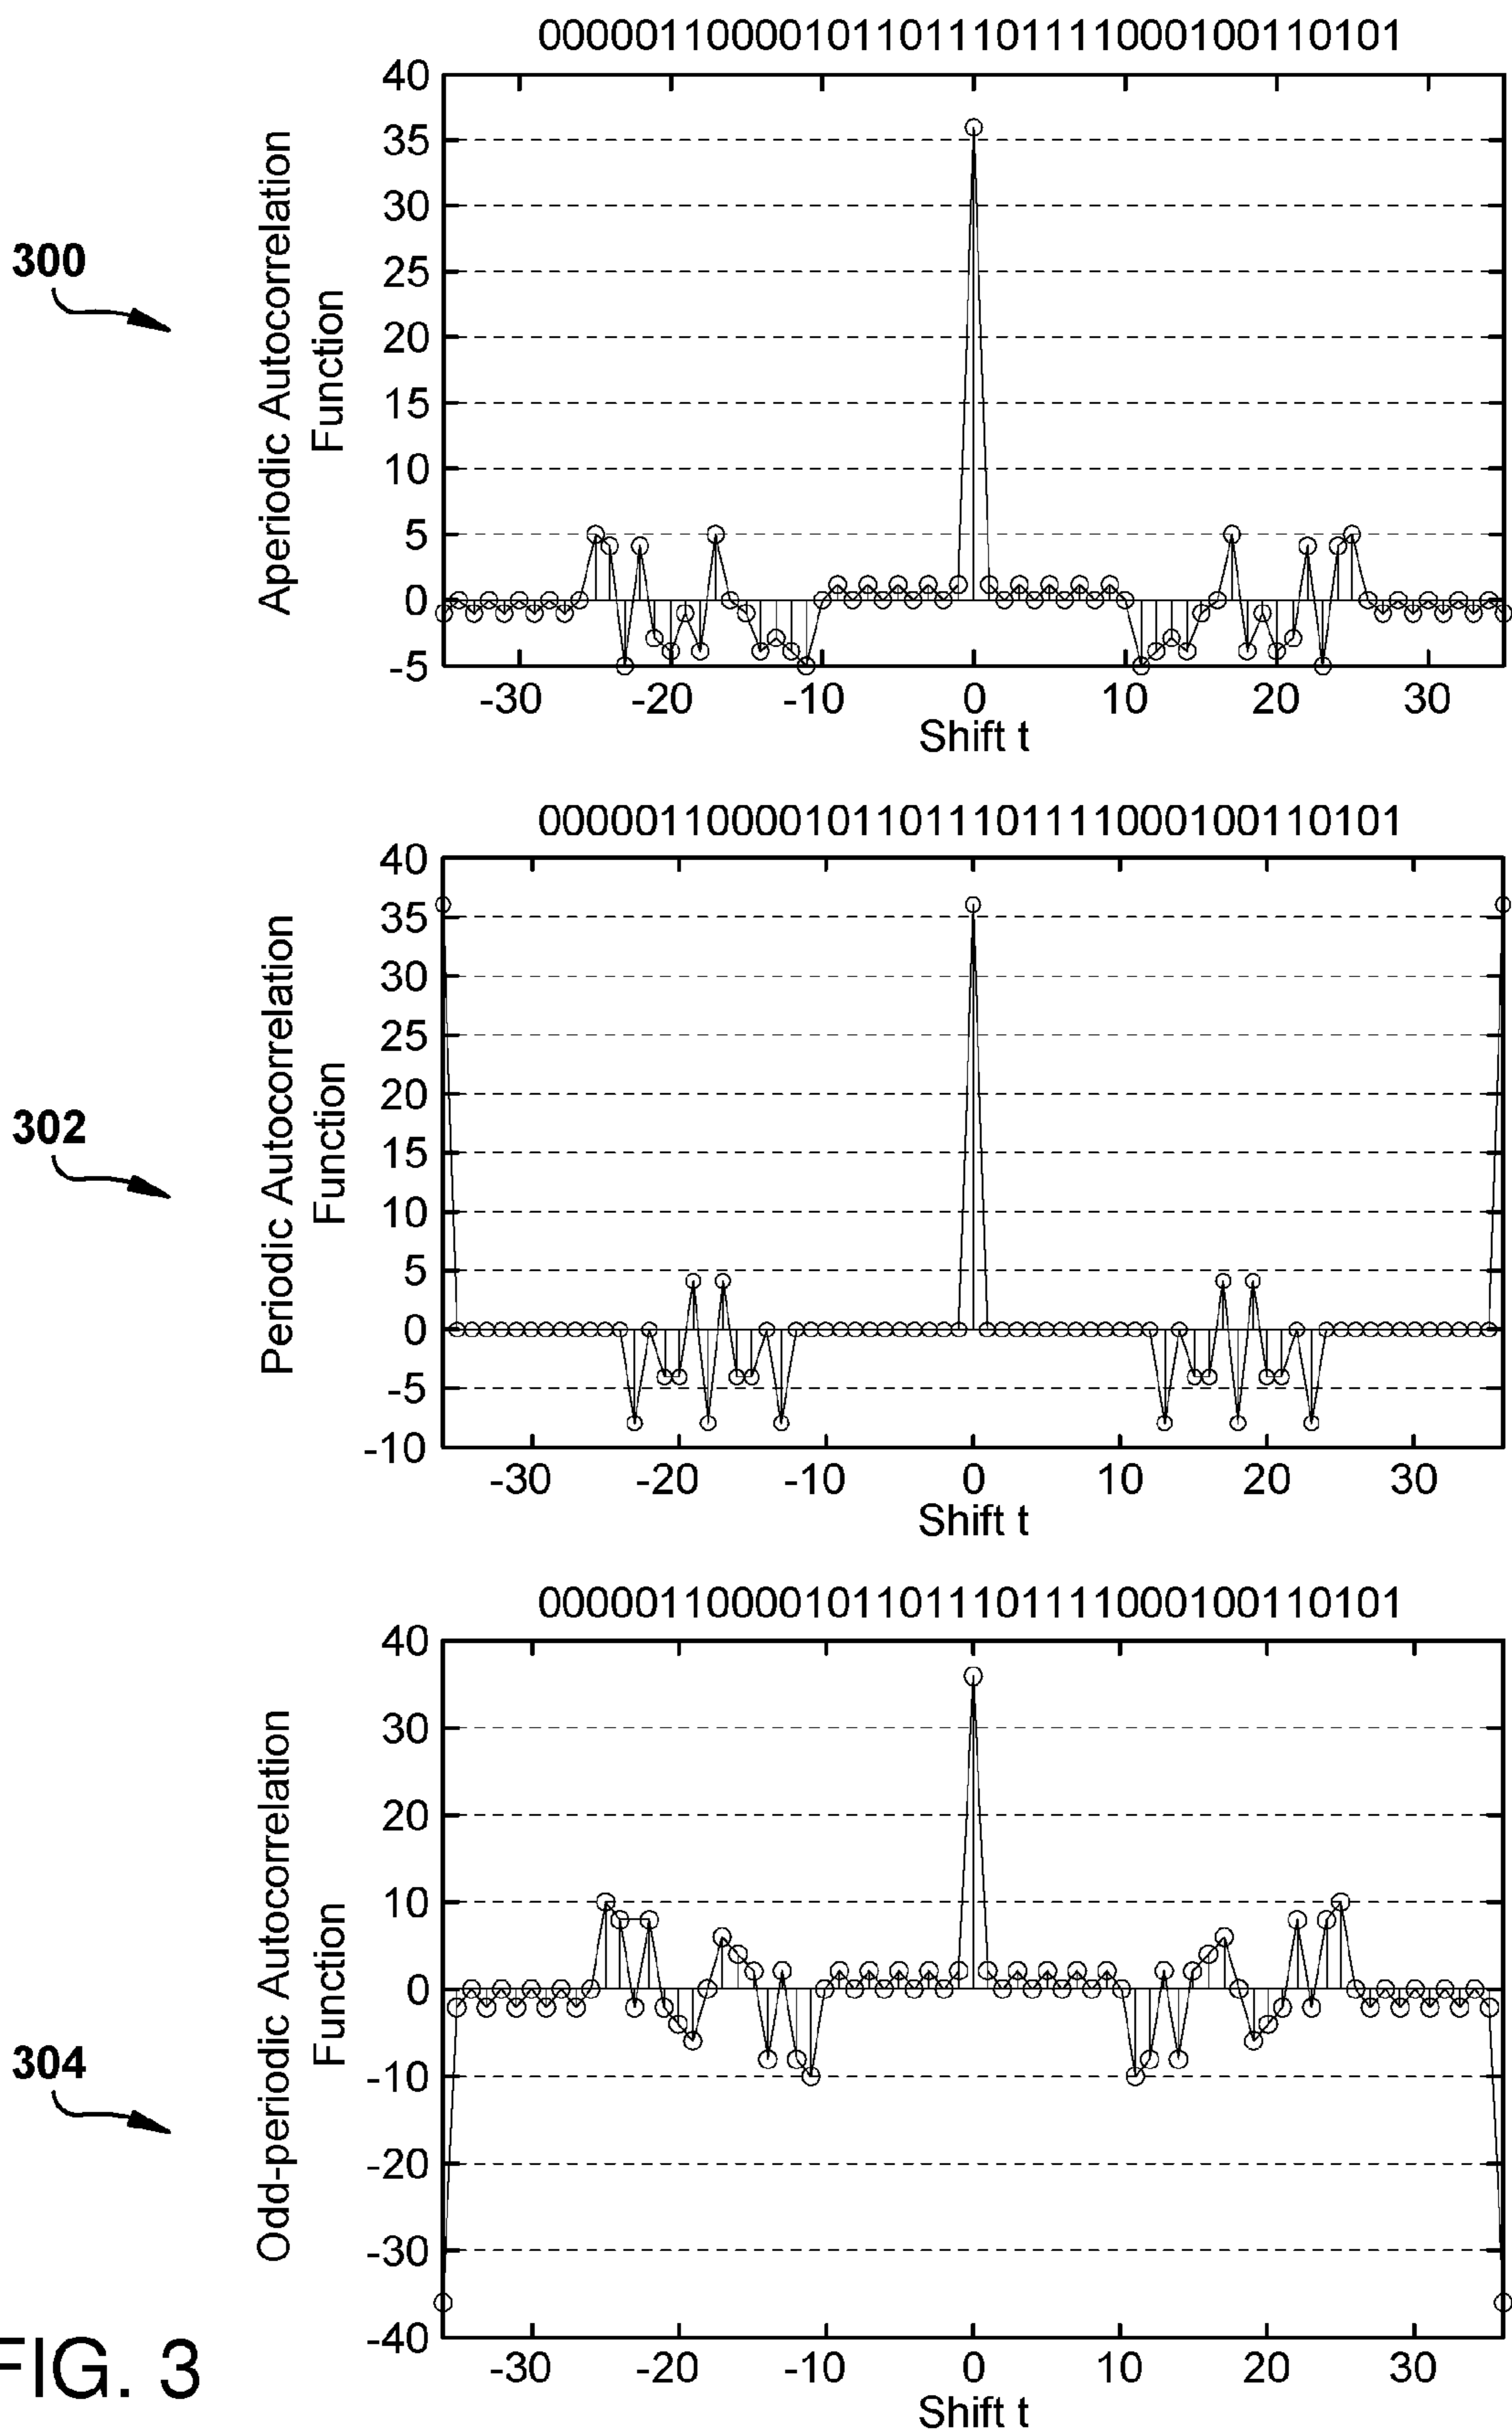 000001100001011011101111000100110101
300
Aperiodic Autocorrelation
Function
40
35
30
25
20
15
10
5
0
-5
-30 -20 -10 0 10 20 30
Shift t
000001100001011011101111000100110101
302
Periodic Autocorrelation
Function
40
35
30
25
20
15
10
5
0
-5
-10
-30 -20 -10 0 10 20 30
Shift t
000001100001011011101111000100110101
304
Odd-periodic Autocorrelation
Function
40
30
20
10
0
-10
-20
-30
-40
-30 -20 -10 0 10 20 30
Shift t
FIG. 3